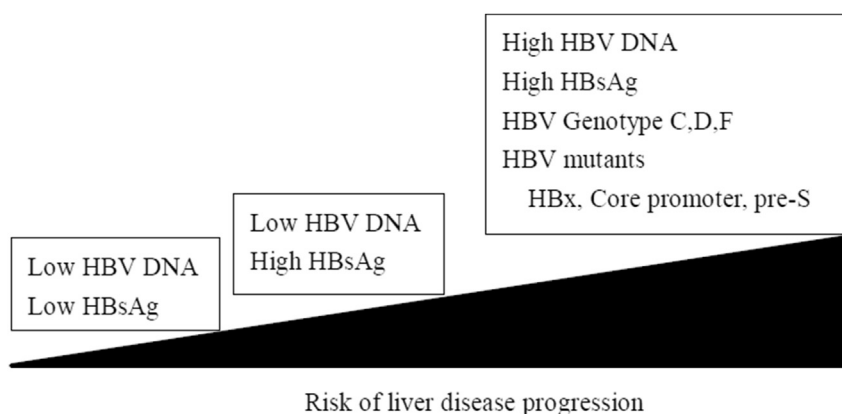 High HBV DNA
High HBsAg
HBV Genotype C,D,F
HBV mutants
HBx, Core promoter, pre-S
Low HBV DNA
High HBsAg
Low HBV DNA
Low HBsAg
Risk of liver disease progression